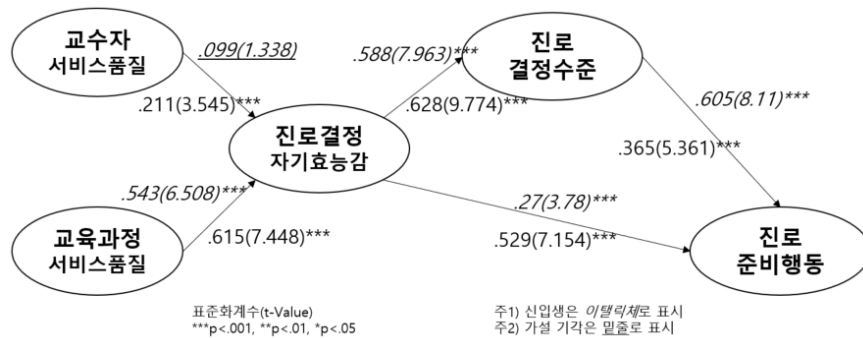 교수자
서비스품질
.099(1.338)
.211(3.545)***
.588(7.963)***
.628(9.774)***
진로
결정수준
.605(8.11)***
.365(5.361)***
진로결정
자기효능감
.543(6.508)***
.615(7.448)***
교육과정
서비스품질
.27(3.78)***
.529(7.154)***
진로
준비행동
표준화계수(t-Value)
***p<.001, **p<.01, *p<.05
주1) 신입생은 이탤릭체로 표시
주2) 가설 기각은 밑줄로 표시